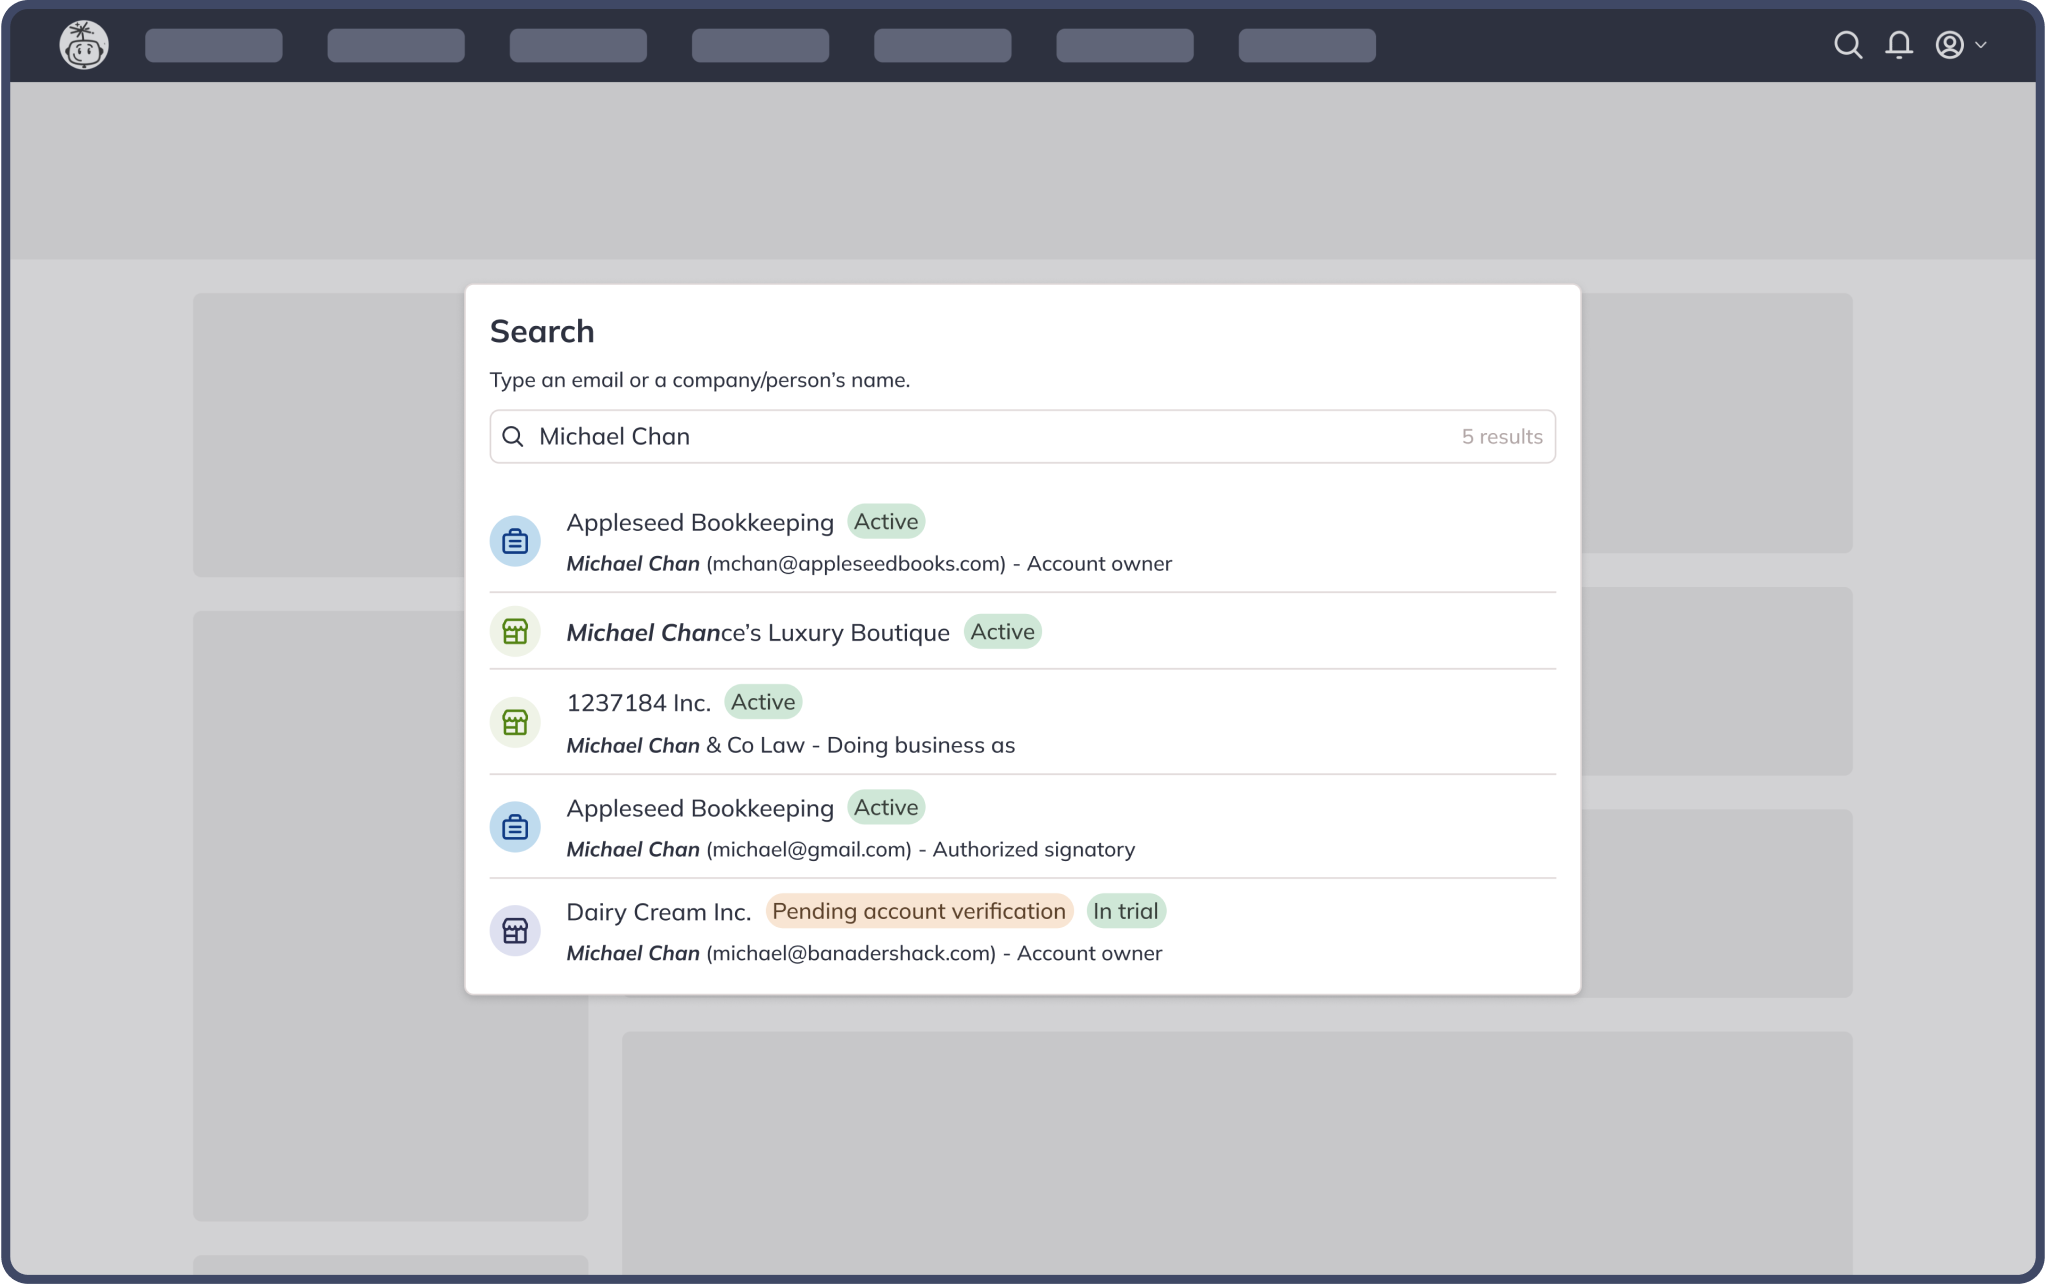 Search
Type an email or a company/person’s name.
Michael Chan 5 results
Appleseed Bookkeeping Active
Michael Chan (mchan@appleseedbooks.com) - Account owner
Michael Chance’s Luxury Boutique Active
1237184 Inc. Active
Michael Chan & Co Law - Doing business as
Appleseed Bookkeeping Active
Michael Chan (michael@gmail.com) - Authorized signatory
Dairy Cream Inc. Pending account verification In trial
Michael Chan (michael@banadershack.com) - Account owner